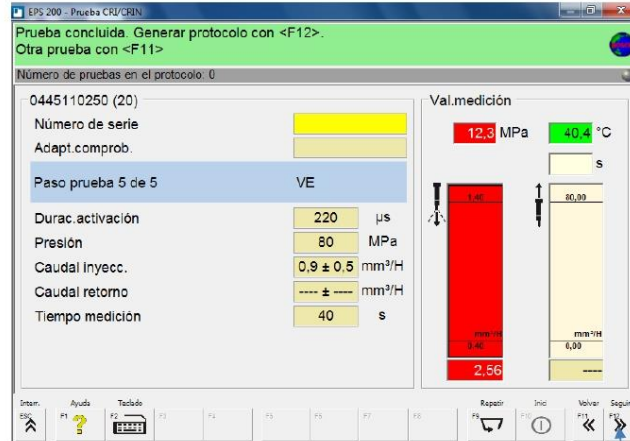 EPS 200 - Prueba CRI/CRIN
Prueba concluida. Generar protocolo con <F12>.
Otra prueba con <F11>
Número de pruebas en el protocolo: 0
0445110250 (20)
Número de serie
Adapt.comprob.
Paso prueba 5 de 5 VE
Durac.activación 220 µs
Presión 80 MPa
Caudal inyecc. 0,9 ± 0,5 mm³/H
Caudal retorno ---- ± ---- mm³/H
Tiempo medición 40 s
Val.medición
12,3 MPa 40,4 °C
s
1,40 80,00
mm³/H mm³/H
0,40 0,00
2,56 ----
Interr. Ayuda Teclado Repetir Inici Volver Seguir
ESC F1 F2 F3 F4 F5 F6 F7 F8 F9 F10 F11 F12